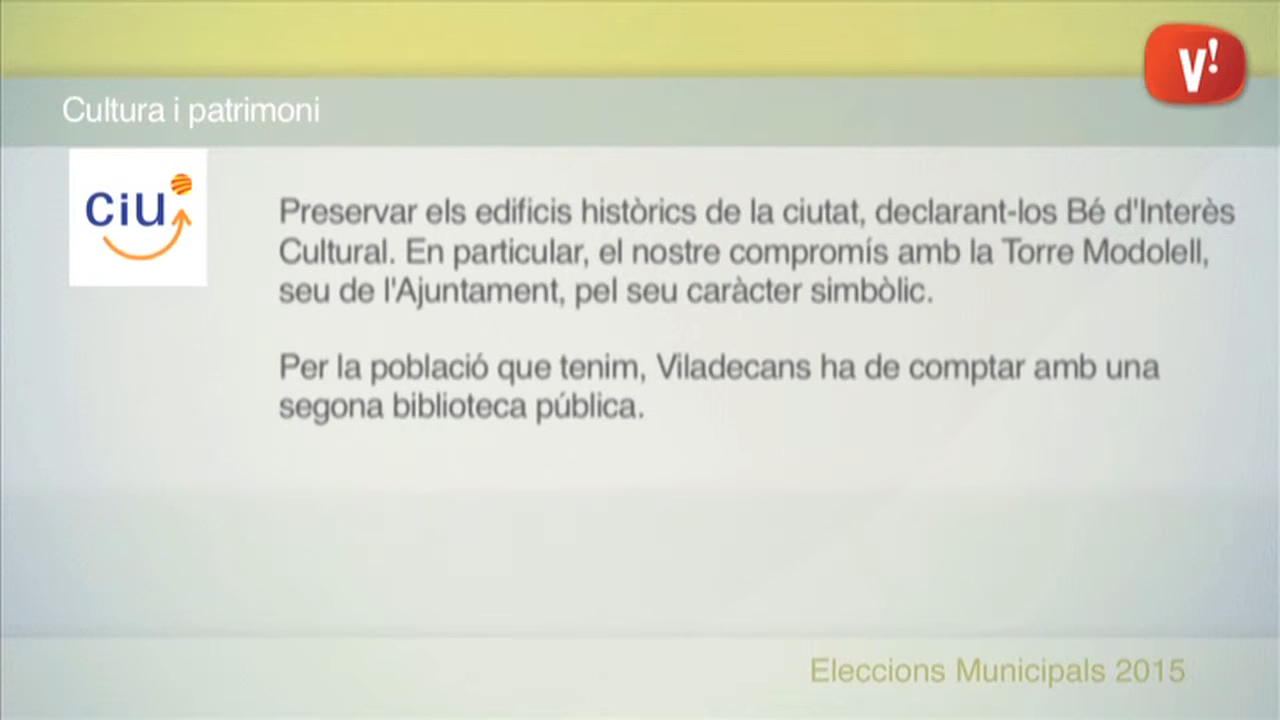 V!
Cultura i patrimoni
ciu
Preservar els edificis històrics de la ciutat, declarant-los Bé d'Interès
Cultural. En particular, el nostre compromís amb la Torre Modolell,
seu de l'Ajuntament, pel seu caràcter simbòlic.
Per la població que tenim, Viladecans ha de comptar amb una
segona biblioteca pública.
Eleccions Municipals 2015